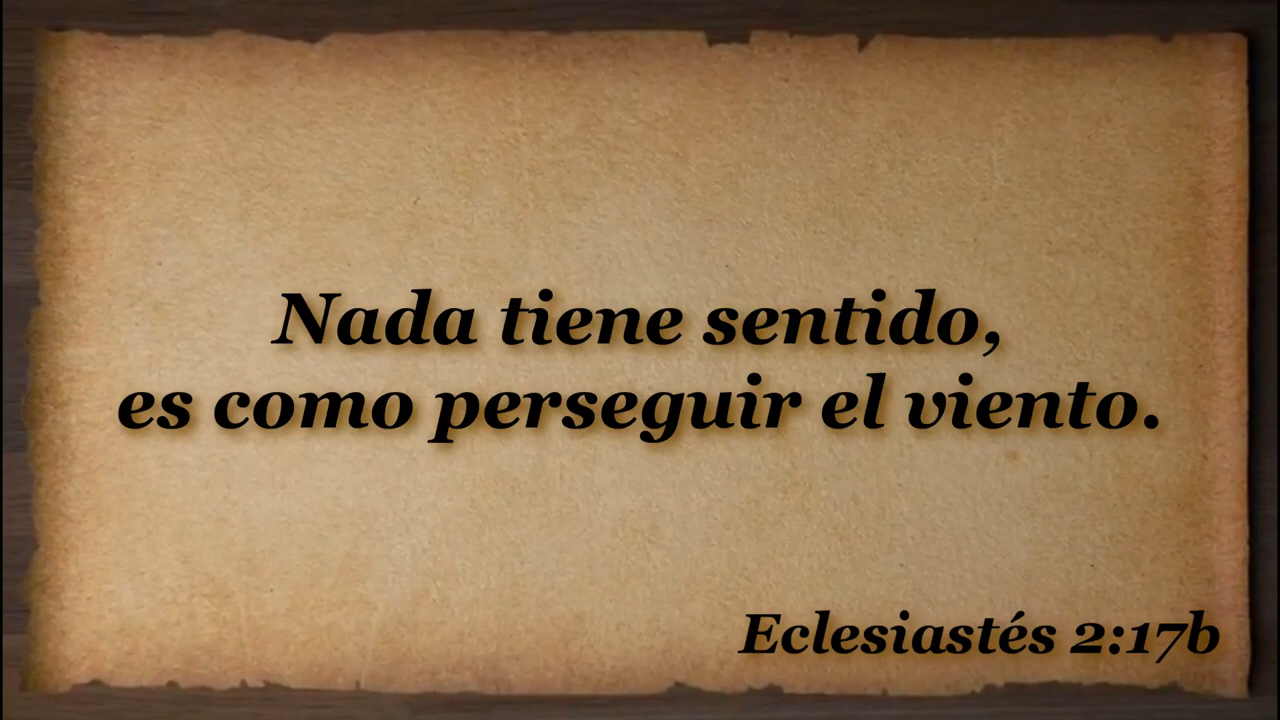 Nada tiene sentido,
es como perseguir el viento.
Eclesiastés 2:17b